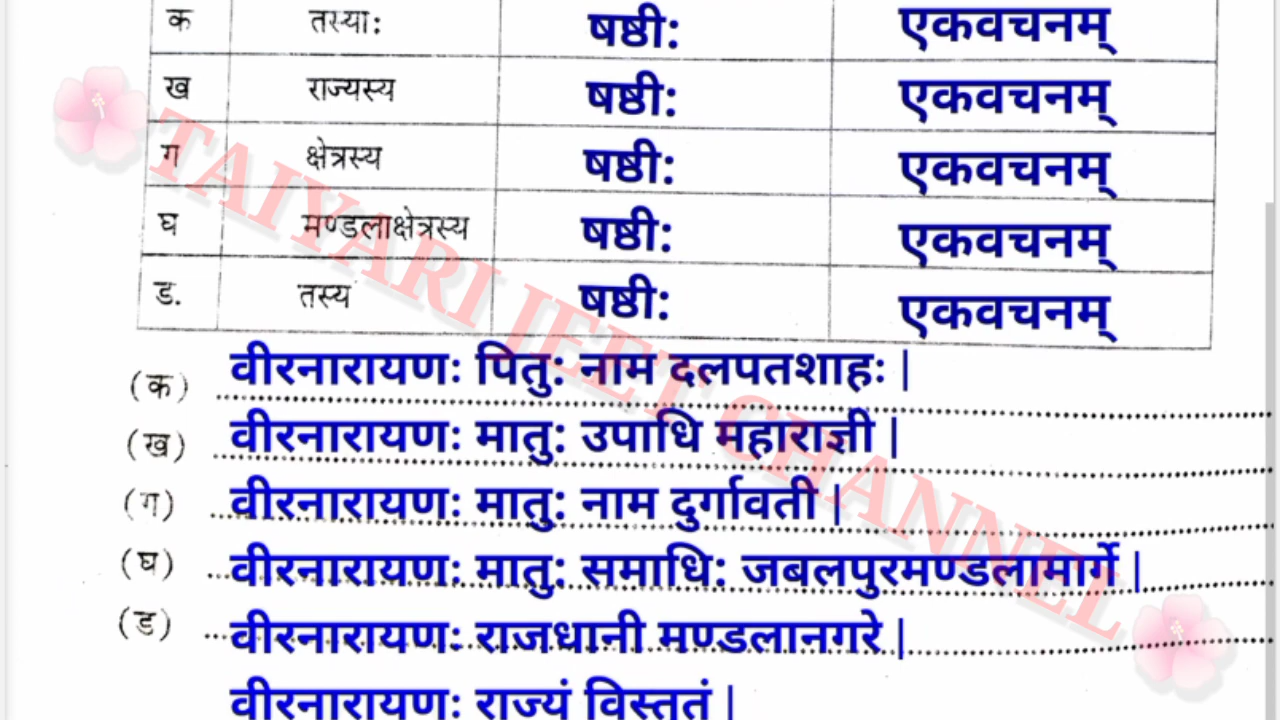 क तस्याः षष्ठी: एकवचनम्
ख राज्यस्य षष्ठी: एकवचनम्
ग क्षेत्रस्य षष्ठी: एकवचनम्
घ मण्डलाक्षेत्रस्य षष्ठी: एकवचनम्
ड. तस्य षष्ठी: एकवचनम्
(क) वीरनारायणः पितु: नाम दलपतशाहः |
(ख) वीरनारायणः मातु: उपाधि महाराज्ञी |
(ग) वीरनारायणः मातु: नाम दुर्गावती |
(घ) वीरनारायणः मातु: समाधि: जबलपुरमण्डलामार्गे |
(ड) वीरनारायणः राजधानी मण्डलानगरे |
वीरनारायणः राज्यं विस्ततं |
TAIYARI JEET CHANNEL